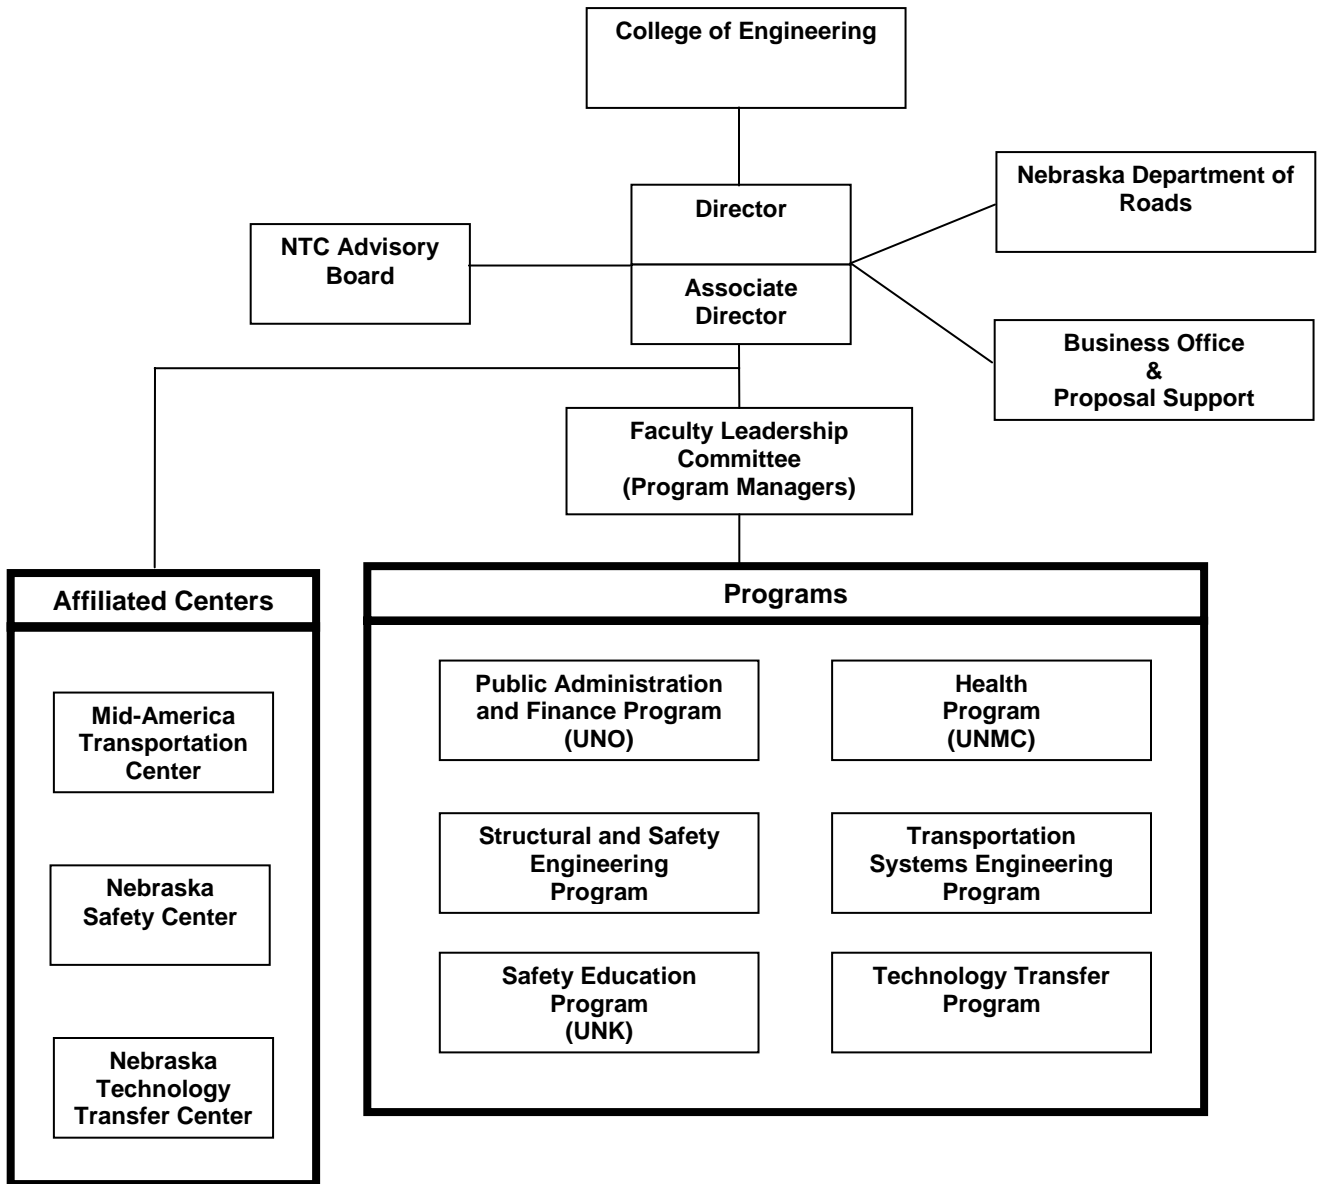 College of Engineering
Director
Nebraska Department of
Roads
NTC Advisory
Board
Associate
Director
Business Office
&
Proposal Support
Faculty Leadership
Committee
(Program Managers)
Affiliated Centers
Mid-America
Transportation
Center
Nebraska
Safety Center
Nebraska
Technology
Transfer Center
Programs
Public Administration
and Finance Program
(UNO)
Health
Program
(UNMC)
Structural and Safety
Engineering
Program
Transportation
Systems Engineering
Program
Safety Education
Program
(UNK)
Technology Transfer
Program